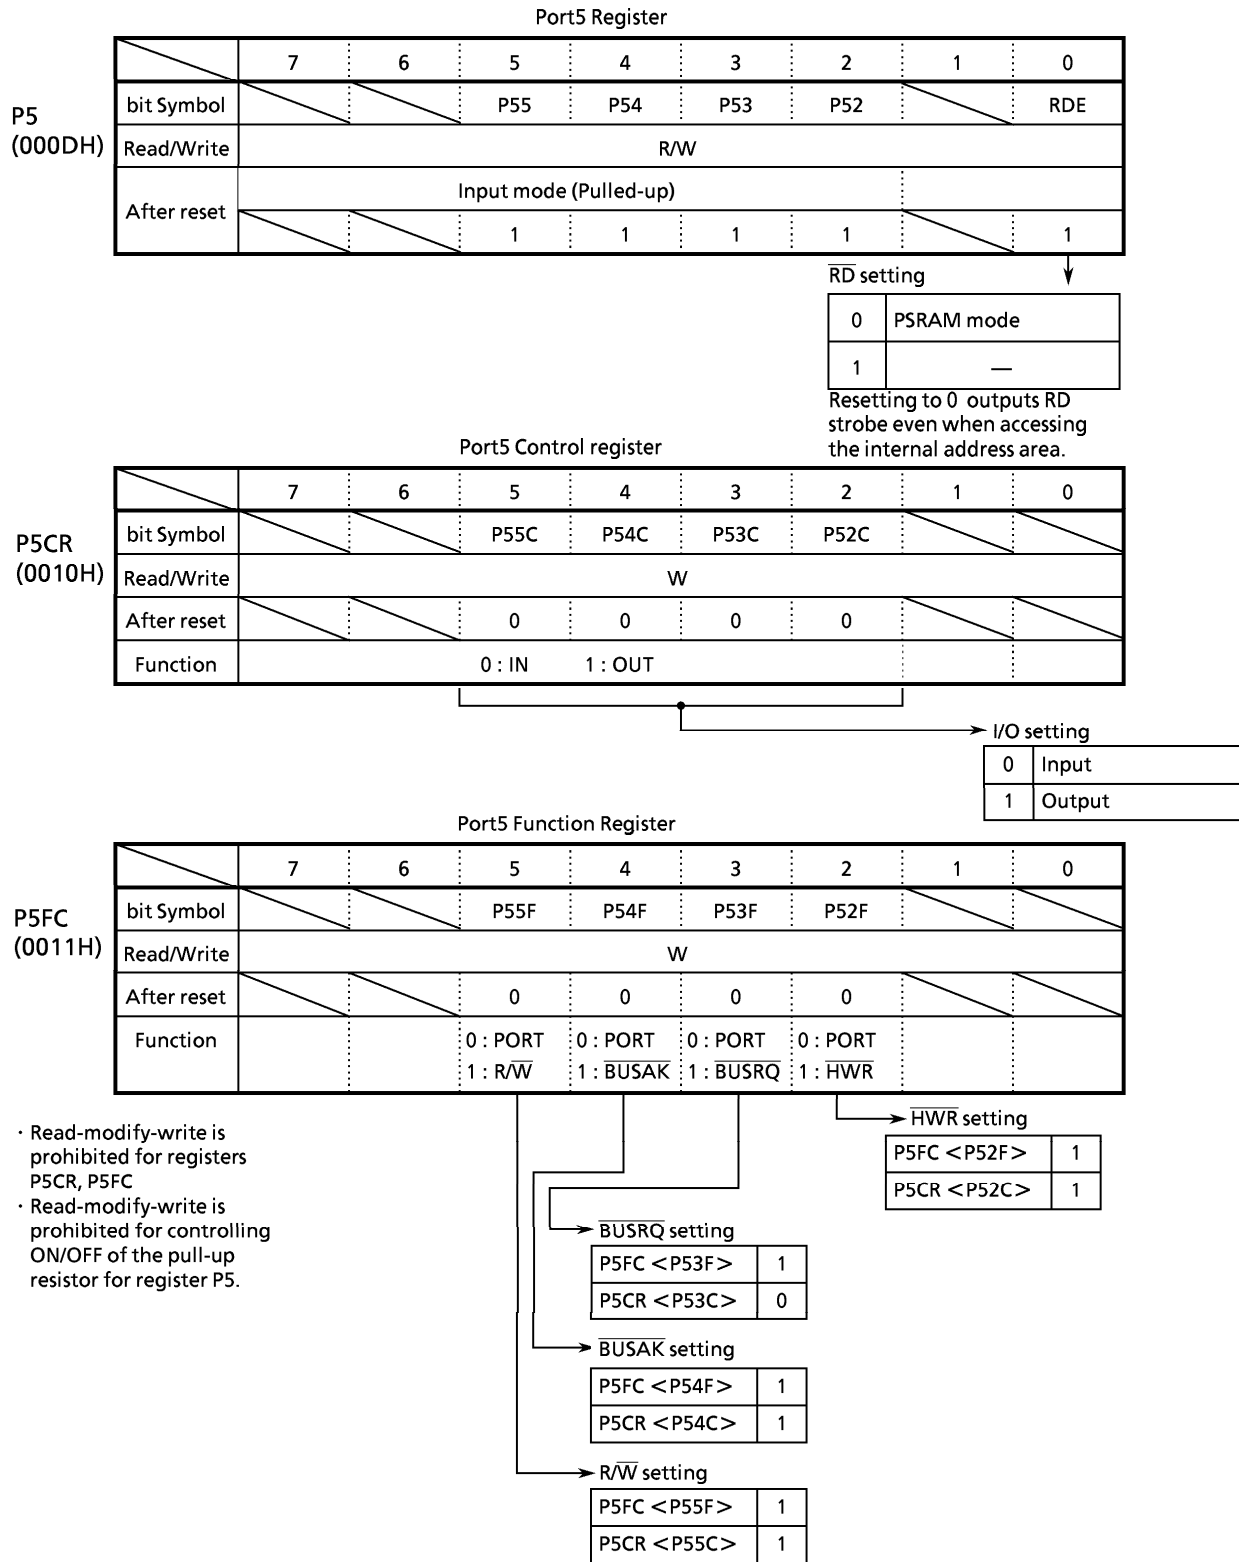 Port5 Register
7 6 5 4 3 2 1 0
P5
(000DH)
bit Symbol P55 P54 P53 P52 RDE
Read/Write R/W
After reset Input mode (Pulled-up)
1 1 1 1 1
R̅D̅ setting
0 PSRAM mode
1 —
Resetting to 0 outputs RD
strobe even when accessing
the internal address area.
Port5 Control register
7 6 5 4 3 2 1 0
P5CR
(0010H)
bit Symbol P55C P54C P53C P52C
Read/Write W
After reset 0 0 0 0
Function 0 : IN 1 : OUT
I/O setting
0 Input
1 Output
Port5 Function Register
7 6 5 4 3 2 1 0
P5FC
(0011H)
bit Symbol P55F P54F P53F P52F
Read/Write W
After reset 0 0 0 0
Function 0 : PORT 0 : PORT 0 : PORT 0 : PORT
1 : R/W̅ 1 : B̅U̅S̅A̅K̅ 1 : B̅U̅S̅R̅Q̅ 1 : H̅W̅R̅
· Read-modify-write is
prohibited for registers
P5CR, P5FC
· Read-modify-write is
prohibited for controlling
ON/OFF of the pull-up
resistor for register P5.
H̅W̅R̅ setting
P5FC <P52F> 1
P5CR <P52C> 1
B̅U̅S̅R̅Q̅ setting
P5FC <P53F> 1
P5CR <P53C> 0
B̅U̅S̅A̅K̅ setting
P5FC <P54F> 1
P5CR <P54C> 1
R/W̅ setting
P5FC <P55F> 1
P5CR <P55C> 1